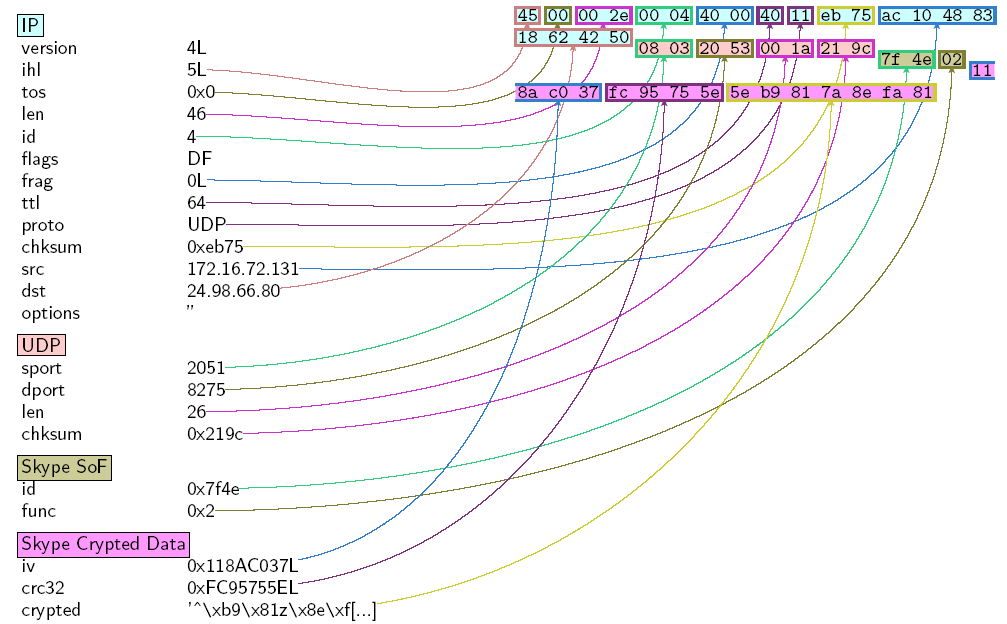 IP
version 4L
ihl 5L
tos 0x0
len 46
id 4
flags DF
frag 0L
ttl 64
proto UDP
chksum 0xeb75
src 172.16.72.131
dst 24.98.66.80
options ''
UDP
sport 2051
dport 8275
len 26
chksum 0x219c
Skype SoF
id 0x7f4e
func 0x2
Skype Crypted Data
iv 0x118AC037L
crc32 0xFC95755EL
crypted '^\xb9\x81z\x8e\xf[...]
45 00 00 2e 00 04 40 00 40 11 eb 75 ac 10 48 83
18 62 42 50 08 03 20 53 00 1a 21 9c 7f 4e 02 11
8a c0 37 fc 95 75 5e 5e b9 81 7a 8e fa 81